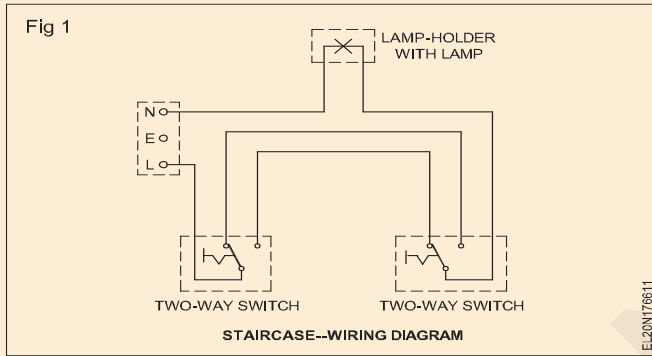 Fig 1
LAMP-HOLDER
WITH LAMP
N
E
L
TWO-WAY SWITCH
TWO-WAY SWITCH
STAIRCASE--WIRING DIAGRAM
EL20N176611